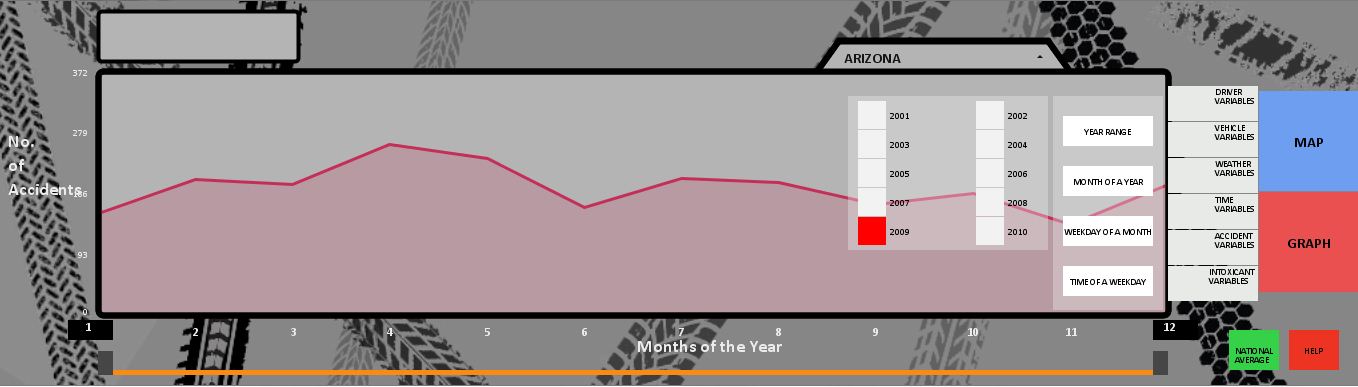 ARIZONA
372
279
186
93
0
No.
of
Accidents
2001
2002
2003
2004
2005
2006
2007
2008
2009
2010
YEAR RANGE
MONTH OF A YEAR
WEEKDAY OF A MONTH
TIME OF A WEEKDAY
DRIVER
VARIABLES
VEHICLE
VARIABLES
WEATHER
VARIABLES
TIME
VARIABLES
ACCIDENT
VARIABLES
INTOXICANT
VARIABLES
MAP
GRAPH
1 2 3 4 5 6 7 8 9 10 11 12
Months of the Year
NATIONAL
AVERAGE
HELP